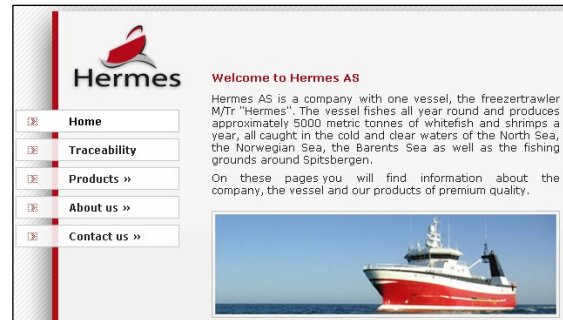 Hermes
Welcome to Hermes AS
Hermes AS is a company with one vessel, the freezertrawler
M/Tr "Hermes". The vessel fishes all year round and produces
approximately 5000 metric tonnes of whitefish and shrimps a
year, all caught in the cold and clear waters of the North Sea,
the Norwegian Sea, the Barents Sea as well as the fishing
grounds around Spitsbergen.
On these pages you will find information about the
company, the vessel and our products of premium quality.
Home
Traceability
Products »
About us »
Contact us »